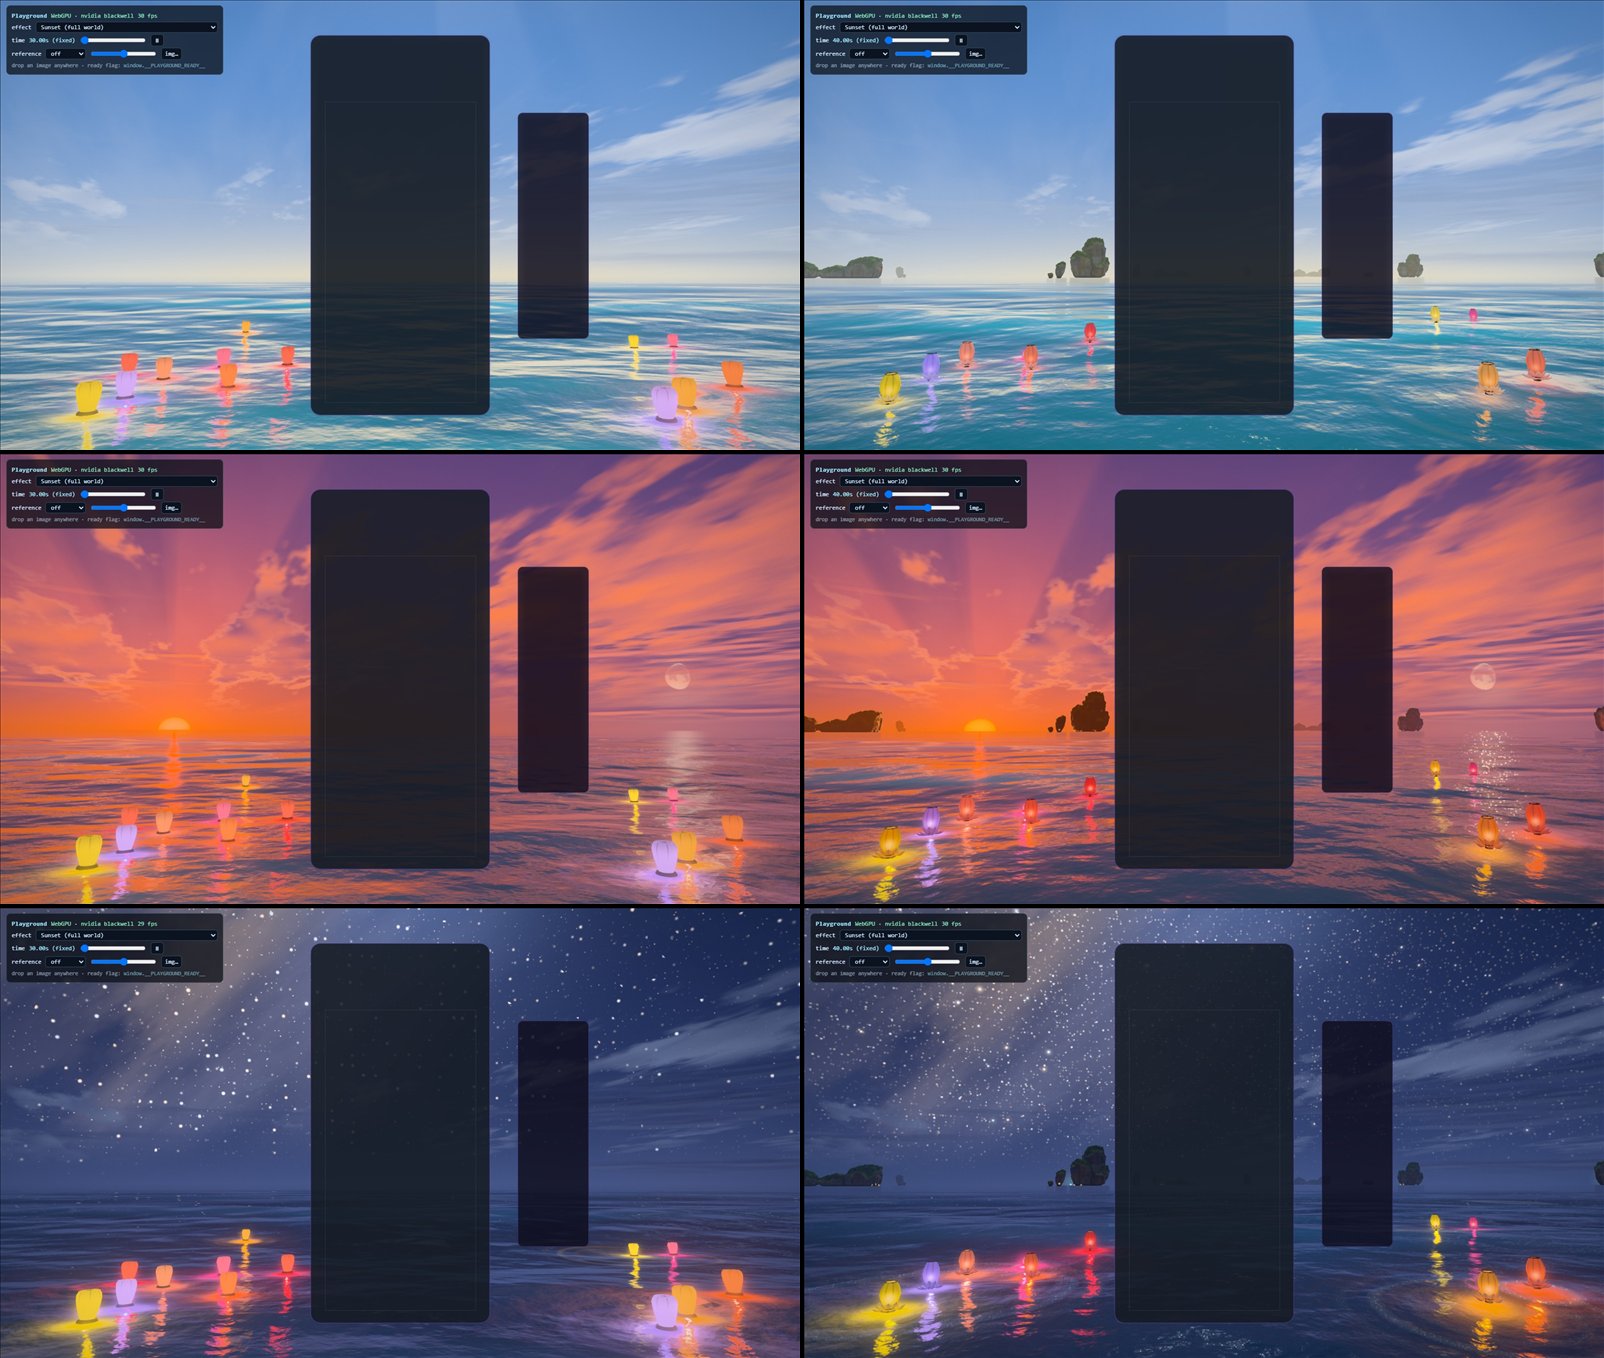 Playground WebGPU - nvidia blackwell 30 fps
effect Sunset (full world)
time 30.00s (fixed)
reference off img…
drop an image anywhere - ready flag: window.__PLAYGROUND_READY__
Playground WebGPU - nvidia blackwell 30 fps
effect Sunset (full world)
time 40.00s (fixed)
reference off img…
drop an image anywhere - ready flag: window.__PLAYGROUND_READY__
Playground WebGPU - nvidia blackwell 30 fps
effect Sunset (full world)
time 30.00s (fixed)
reference off img…
drop an image anywhere - ready flag: window.__PLAYGROUND_READY__
Playground WebGPU - nvidia blackwell 30 fps
effect Sunset (full world)
time 40.00s (fixed)
reference off img…
drop an image anywhere - ready flag: window.__PLAYGROUND_READY__
Playground WebGPU - nvidia blackwell 29 fps
effect Sunset (full world)
time 30.00s (fixed)
reference off img…
drop an image anywhere - ready flag: window.__PLAYGROUND_READY__
Playground WebGPU - nvidia blackwell 30 fps
effect Sunset (full world)
time 40.00s (fixed)
reference off img…
drop an image anywhere - ready flag: window.__PLAYGROUND_READY__